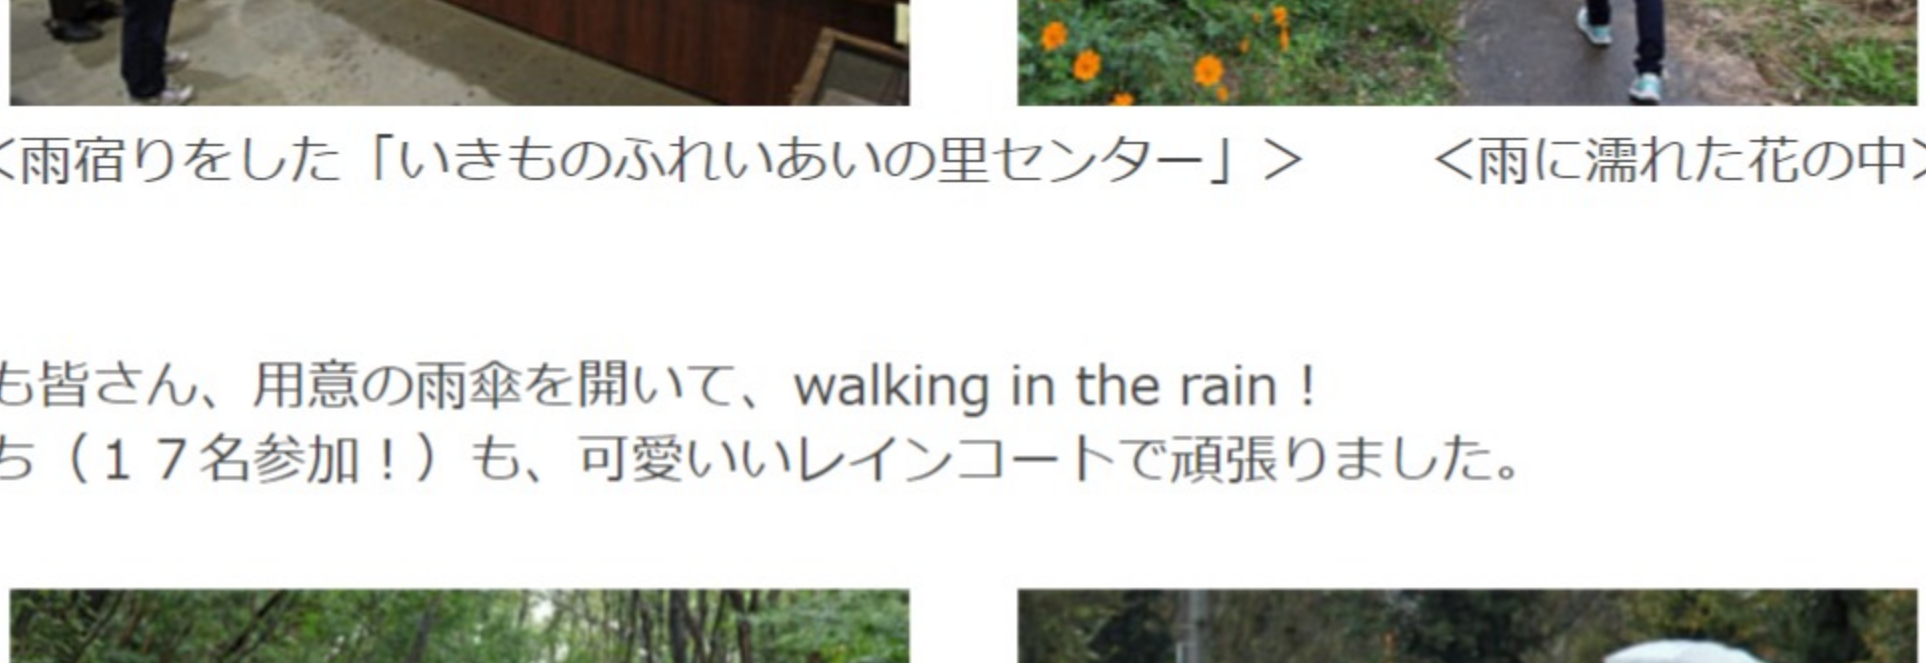 ＜雨宿りをした「いきものふれいあいの里センター」＞　　＜雨に濡れた花の中＞
も皆さん、用意の雨傘を開いて、walking in the rain！
ち（１７名参加！）も、可愛いいレインコートで頑張りました。